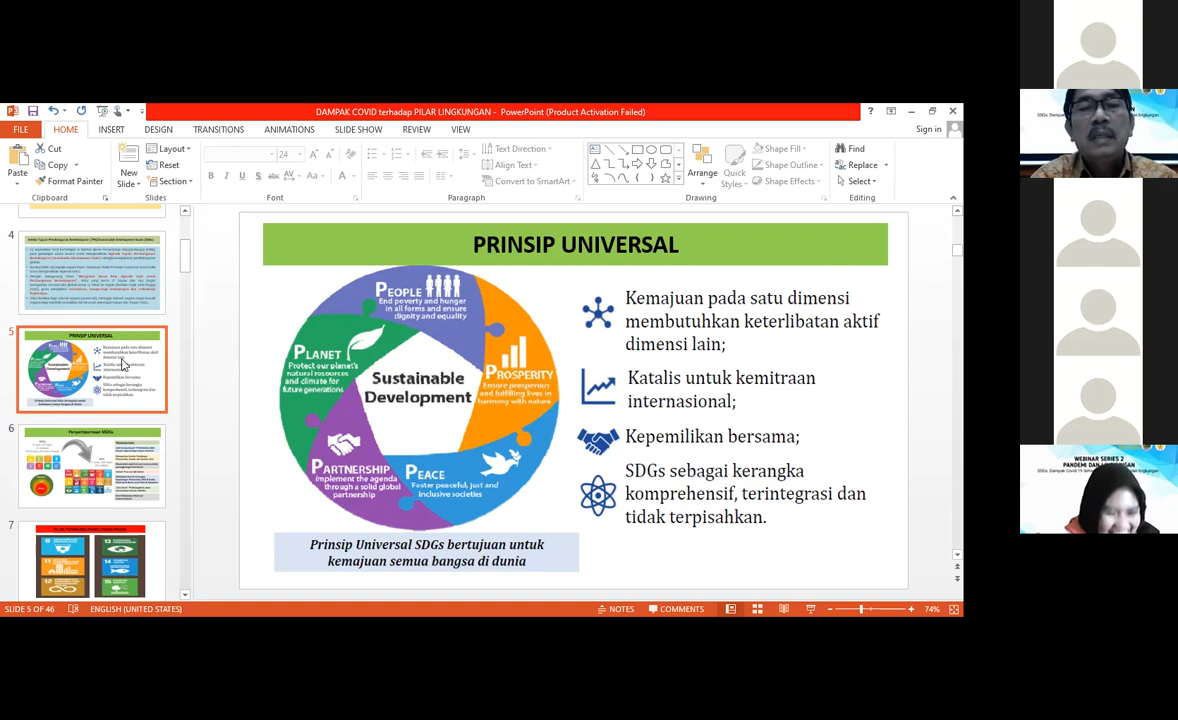 DAMPAK COVID terhadap PILAR LINGKUNGAN - PowerPoint (Product Activation Failed)
FILE HOME INSERT DESIGN TRANSITIONS ANIMATIONS SLIDE SHOW REVIEW VIEW Sign in
Cut
Copy
Format Painter
Paste
Clipboard
New Slide
Layout
Reset
Section
Slides
24
Font
Text Direction
Align Text
Convert to SmartArt
Paragraph
Arrange
Quick Styles
Shape Fill
Shape Outline
Shape Effects
Drawing
Find
Replace
Select
Editing
4
5
PRINSIP UNIVERSAL
6
7
PRINSIP UNIVERSAL
PEOPLE
End poverty and hunger
in all forms and ensure
dignity and equality
PROSPERITY
Ensure prosperous
and fulfilling lives in
harmony with nature
PEACE
Foster peaceful, just and
inclusive societies
PARTNERSHIP
Implement the agenda
through a solid global
partnership
PLANET
Protect our planet's
natural resources
and climate for
future generations
Sustainable
Development
Kemajuan pada satu dimensi
membutuhkan keterlibatan aktif
dimensi lain;
Katalis untuk kemitraan
internasional;
Kepemilikan bersama;
SDGs sebagai kerangka
komprehensif, terintegrasi dan
tidak terpisahkan.
Prinsip Universal SDGs bertujuan untuk
kemajuan semua bangsa di dunia
WEBINAR SERIES 2
PANDEMI DAN LINGKUNGAN
SLIDE 5 OF 46 ENGLISH (UNITED STATES) NOTES COMMENTS 74%